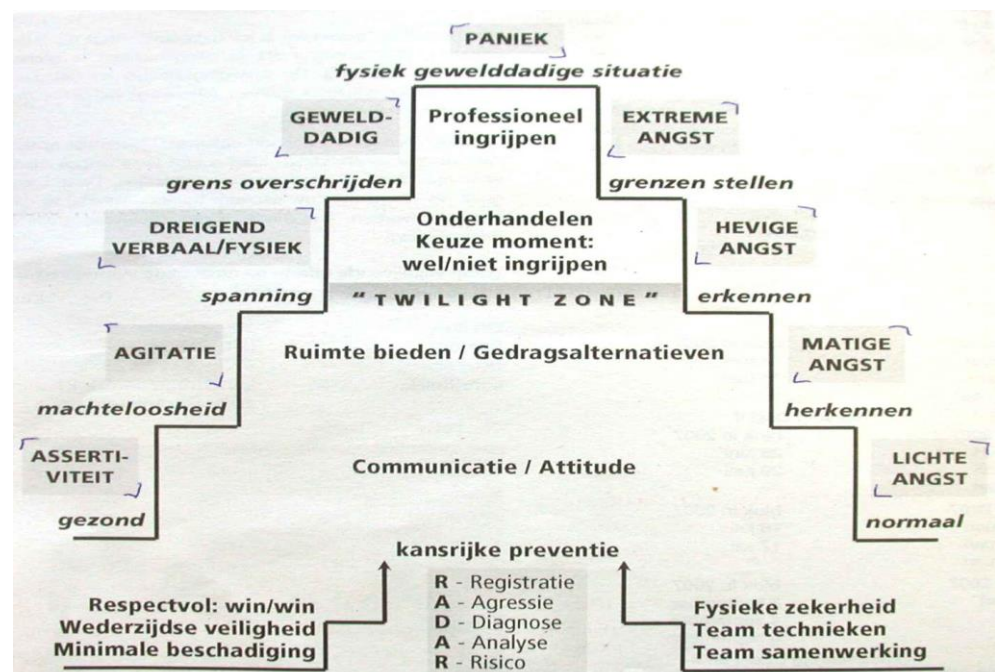 PANIEK
fysiek gewelddadige situatie
GEWELD-
DADIG
Professioneel
ingrijpen
EXTREME
ANGST
grens overschrijden
grenzen stellen
DREIGEND
VERBAAL/FYSIEK
Onderhandelen
Keuze moment:
wel/niet ingrijpen
HEVIGE
ANGST
spanning
"TWILIGHT ZONE"
erkennen
AGITATIE
Ruimte bieden / Gedragsalternatieven
MATIGE
ANGST
machteloosheid
herkennen
ASSERTI-
VITEIT
Communicatie / Attitude
LICHTE
ANGST
gezond
normaal
kansrijke preventie
R - Registratie
A - Agressie
D - Diagnose
A - Analyse
R - Risico
Respectvol: win/win
Wederzijdse veiligheid
Minimale beschadiging
Fysieke zekerheid
Team technieken
Team samenwerking